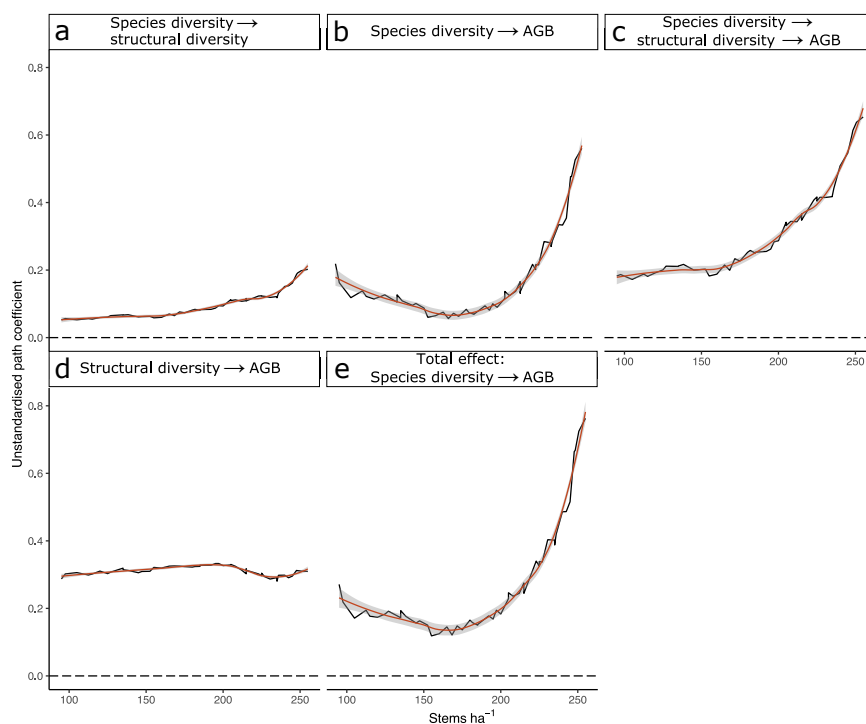 a
Species diversity →
structural diversity
b
Species diversity → AGB
c
Species diversity →
structural diversity → AGB
0.8
0.6
0.4
0.2
0.0
100
150
200
250
d
Structural diversity → AGB
e
Total effect:
Species diversity → AGB
0.8
0.6
0.4
0.2
0.0
100
150
200
250
100
150
200
250
Unstandardised path coefficient
Stems ha⁻¹